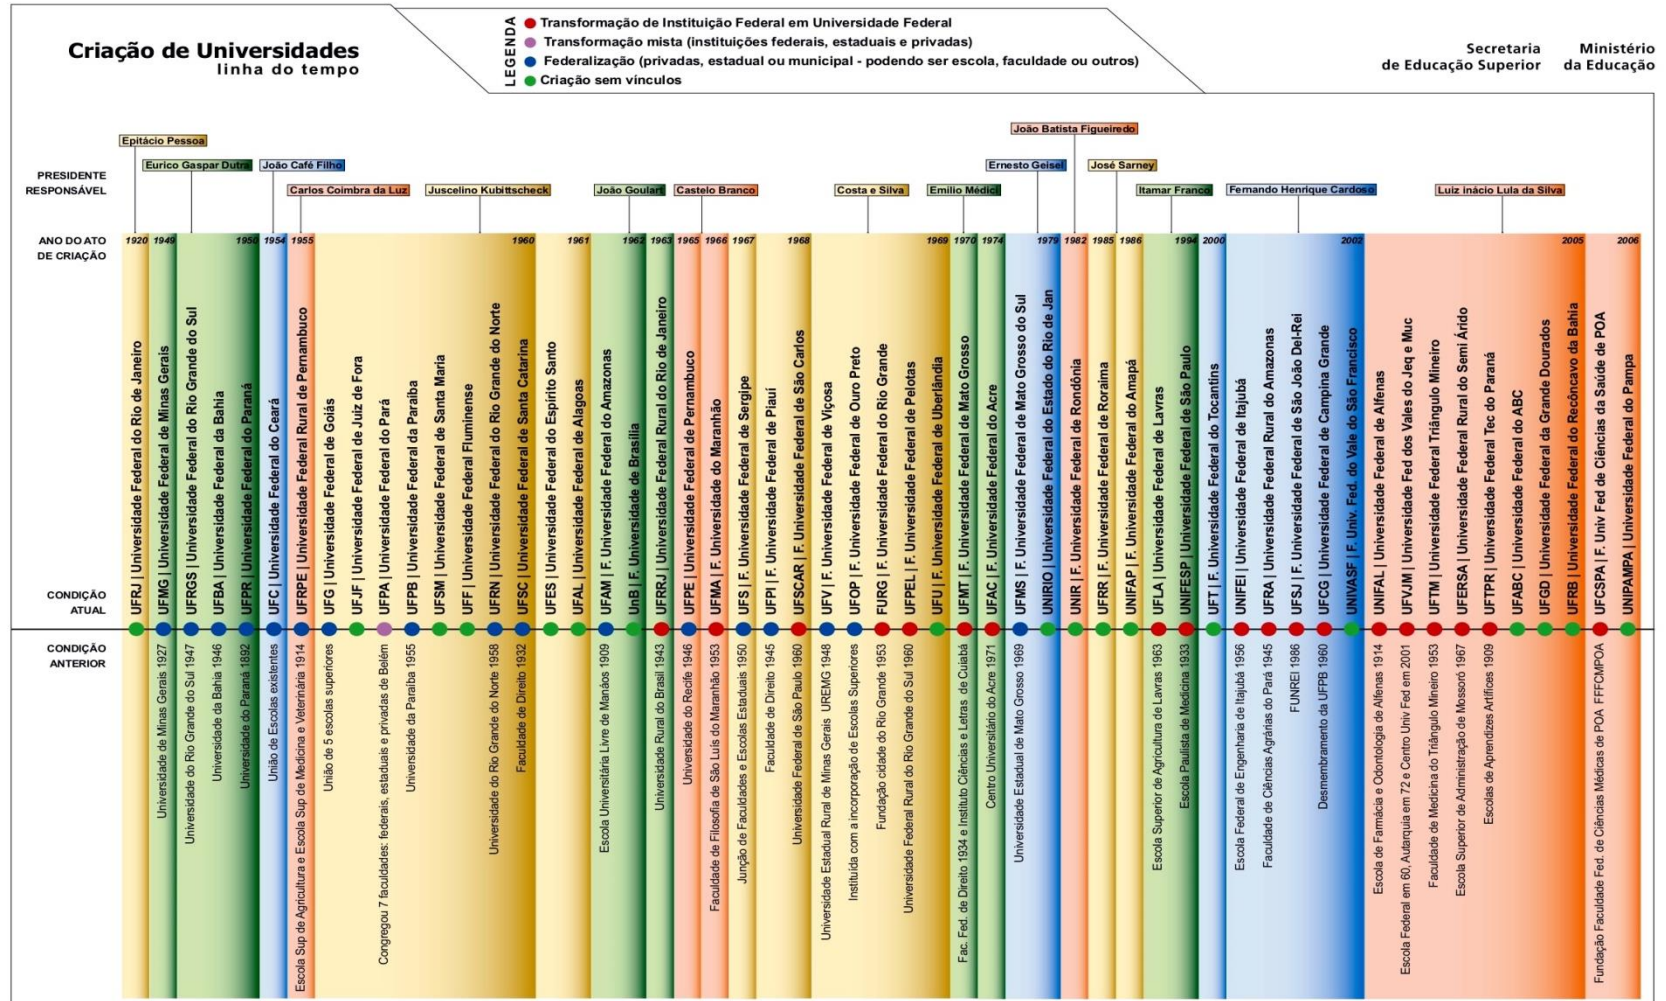 Criação de Universidades
linha do tempo
LEGENDA
Transformação de Instituição Federal em Universidade Federal
Transformação mista (instituições federais, estaduais e privadas)
Federalização (privadas, estadual ou municipal - podendo ser escola, faculdade ou outros)
Criação sem vínculos
Secretaria
de Educação Superior
Ministério
da Educação
PRESIDENTE
RESPONSÁVEL
Epitácio Pessoa
Eurico Gaspar Dutra
João Café Filho
Carlos Coimbra da Luz
Juscelino Kubittscheck
João Goulart
Castelo Branco
Costa e Silva
Emilio Médici
Ernesto Geisel
João Batista Figueiredo
José Sarney
Itamar Franco
Fernando Henrique Cardoso
Luiz inácio Lula da Silva
ANO DO ATO
DE CRIAÇÃO
1920
1949
1950
1954
1955
1960
1961
1962
1963
1965
1966
1967
1968
1969
1970
1974
1979
1982
1985
1986
1994
2000
2002
2005
2006
CONDIÇÃO
ATUAL
UFRJ | Universidade Federal do Rio de Janeiro
UFMG | Universidade Federal de Minas Gerais
UFRGS | Universidade Federal do Rio Grande do Sul
UFBA | Universidade Federal da Bahia
UFPR | Universidade Federal do Paraná
UFC | Universidade Federal do Ceará
UFRPE | Universidade Federal Rural de Pernambuco
UFG | Universidade Federal de Goiás
UFJF | Universidade Federal de Juiz de Fora
UFPA | Universidade Federal do Pará
UFPB | Universidade Federal da Paraíba
UFSM | Universidade Federal de Santa Maria
UFF | Universidade Federal Fluminense
UFRN | Universidade Federal do Rio Grande do Norte
UFSC | Universidade Federal de Santa Catarina
UFES | Universidade Federal do Espírito Santo
UFAL | Universidade Federal de Alagoas
UFAM | F. Universidade Federal do Amazonas
UnB | F. Universidade de Brasília
UFRRJ | Universidade Federal Rural do Rio de Janeiro
UFPE | Universidade Federal de Pernambuco
UFMA | F. Universidade Federal do Maranhão
UFS | F. Universidade Federal de Sergipe
UFPI | F. Universidade Federal de Piauí
UFSCAR | F. Universidade Federal de São Carlos
UFV | F. Universidade Federal de Viçosa
UFOP | F. Universidade Federal de Ouro Preto
FURG | F. Universidade Federal do Rio Grande
UFPEL | F. Universidade Federal de Pelotas
UFU | F. Universidade Federal de Uberlândia
UFMT | F. Universidade Federal de Mato Grosso
UFAC | F. Universidade Federal do Acre
UFMS | F. Universidade Federal de Mato Grosso do Sul
UNIRIO | Universidade Federal do Estado do Rio de Jan
UNIR | F. Universidade Federal de Rondônia
UFRR | F. Universidade Federal de Roraima
UNIFAP | F. Universidade Federal do Amapá
UFLA | Universidade Federal de Lavras
UNIFESP | Universidade Federal de São Paulo
UFT | F. Universidade Federal do Tocantins
UNIFEI | Universidade Federal de Itajubá
UFRA | Universidade Federal Rural do Amazonas
UFSJ | F. Universidade Federal de São João Del-Rei
UFCG | Universidade Federal de Campina Grande
UNIVASF | F. Univ. Fed. do Vale do São Francisco
UNIFAL | Universidade Federal de Alfenas
UFVJM | Universidade Fed dos Vales do Jeq e Muc
UFTM | Universidade Federal Triângulo Mineiro
UFERSA | Universidade Federal Rural do Semi Árido
UFTPR | Universidade Federal Tec do Paraná
UFABC | Universidade Federal do ABC
UFGD | Universidade Federal da Grande Dourados
UFRB | Universidade Federal do Recôncavo da Bahia
UFCSPA | F. Univ Fed de Ciências da Saúde de POA
UNIPAMPA | Universidade Federal do Pampa
CONDIÇÃO
ANTERIOR
Universidade de Minas Gerais 1927
Universidade do Rio Grande do Sul 1947
Universidade da Bahia 1946
Universidade do Paraná 1892
União de Escolas existentes
Escola Sup de Agricultura e Escola Sup de Medicina e Veterinária 1914
União de 5 escolas superiores
Congregou 7 faculdades: federais, estaduais e privadas de Belém
Universidade da Paraíba 1955
Universidade do Rio Grande do Norte 1958
Faculdade de Direito 1932
Escola Universitária Livre de Manáos 1909
Universidade Rural do Brasil 1943
Universidade do Recife 1946
Faculdade de Filosofia de São Luís do Maranhão 1953
Junção de Faculdades e Escolas Estaduais 1950
Faculdade de Direito 1945
Universidade Federal de São Paulo 1960
Universidade Estadual Rural de Minas Gerais UREMG 1948
Instituída com a incorporação de Escolas Superiores
Fundação cidade do Rio Grande 1953
Universidade Federal Rural do Rio Grande do Sul 1960
Fac. Fed. de Direito 1934 e Instituto Ciências e Letras de Cuiabá
Centro Universitário do Acre 1971
Universidade Estadual de Mato Grosso 1969
Escola Superior de Agricultura de Lavras 1963
Escola Paulista de Medicina 1933
Escola Federal de Engenharia de Itajubá 1956
Faculdade de Ciências Agrárias do Pará 1945
FUNREI 1986
Desmembramento da UFPB 1960
Escola de Farmácia e Odontologia de Alfenas 1914
Escola Federal em 60, Autarquia em 72 e Centro Univ Fed em 2001
Faculdade de Medicina do Triângulo Mineiro 1953
Escola Superior de Administração de Mossoró 1967
Escolas de Aprendizes Artífices 1909
Fundação Faculdade Fed. de Ciências Médicas de POA FFFCMPOA